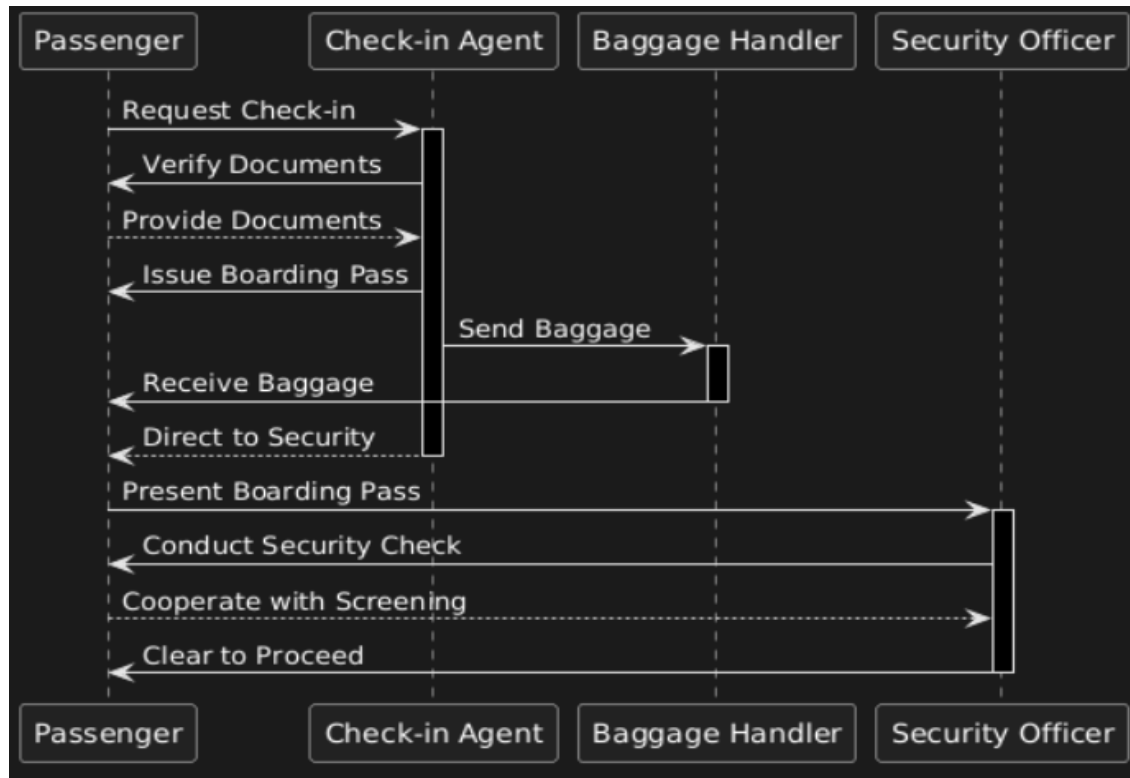 Passenger
Check-in Agent
Baggage Handler
Security Officer
Request Check-in
Verify Documents
Provide Documents
Issue Boarding Pass
Send Baggage
Receive Baggage
Direct to Security
Present Boarding Pass
Conduct Security Check
Cooperate with Screening
Clear to Proceed
Passenger
Check-in Agent
Baggage Handler
Security Officer